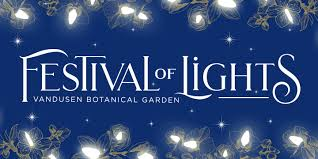 FESTIVAL OF LIGHTS
VANDUSEN BOTANICAL GARDEN